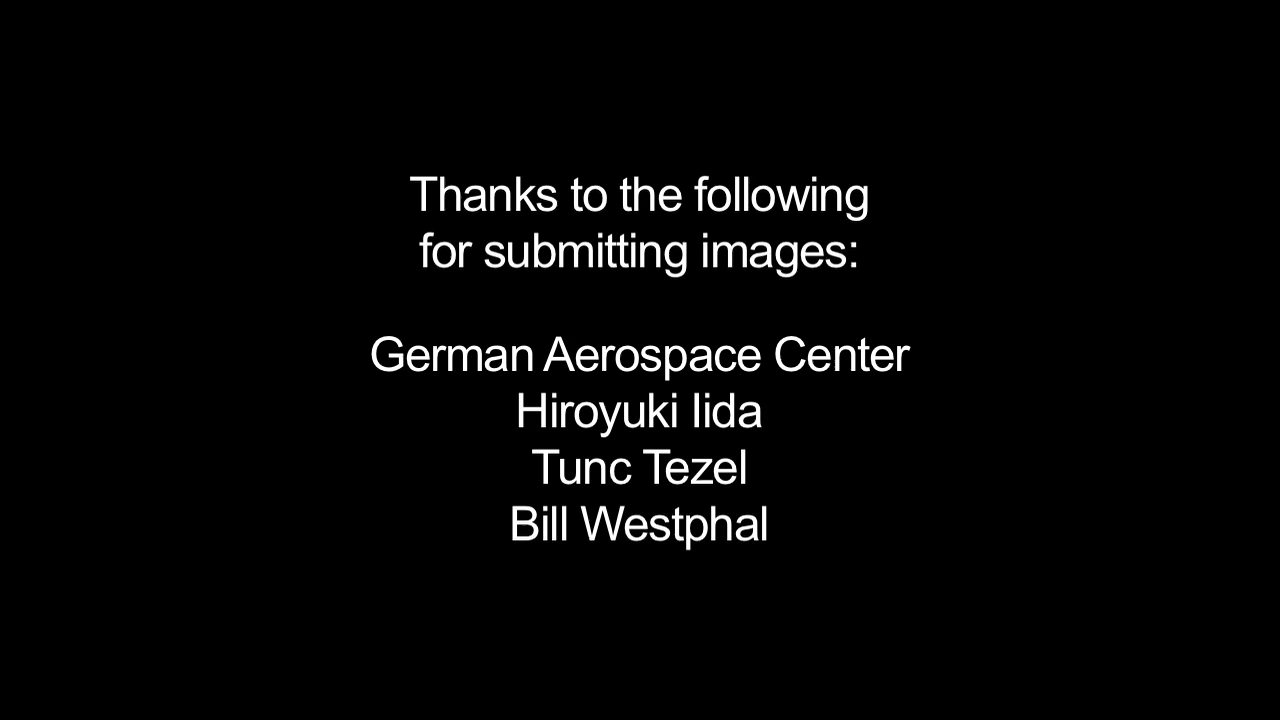 Thanks to the following
for submitting images:
German Aerospace Center
Hiroyuki Iida
Tunc Tezel
Bill Westphal